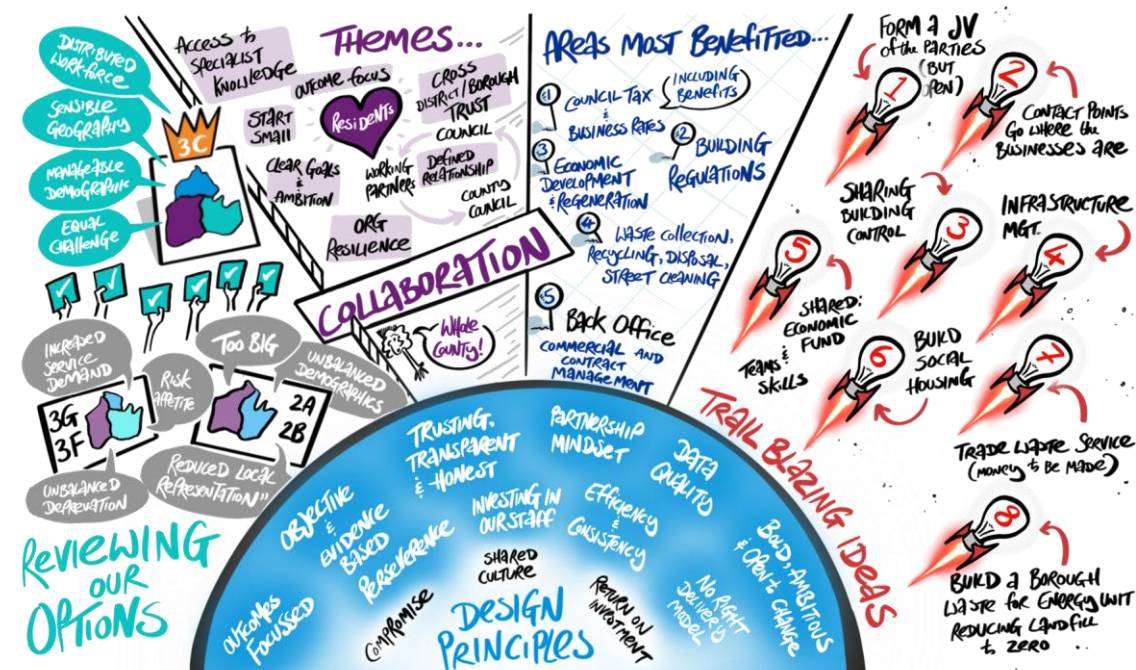 DISTRIBUTED
WORKFORCE
SENSIBLE
GEOGRAPHY
MANAGEABLE
DEMOGRAPHIC
EQUAL
CHALLENGE
3C
INCREASED
SERVICE
DEMAND
RISK
APPETITE
TOO BIG
UNBALANCED
DEMOGRAPHICS
3G
3F
2A
2B
UNBALANCED
DEPREVATION
REDUCED LOCAL
REPRESENTATION"
REVIEWING
OUR
OPTIONS
THEMES...
ACCESS to
SPECIALIST
KNOWLEDGE
OUTCOME FOCUS
CROSS
DISTRICT/BOROUGH
TRUST
START
SMALL
RESIDENTS
COUNCIL
CLEAR GOALS
&
AMBITION
WORKING
PARTNERS
DEFINED
RELATIONSHIP
COUNTY
COUNCIL
ORG
RESILIENCE
COLLABORATION
WHOLE
COUNTY!
AREAS MOST BENEFITTED...
#1
COUNCIL TAX
&
BUSINESS RATES
INCLUDING
BENEFITS
#2
BUILDING
REGULATIONS
3
ECONOMIC
DEVELOPMENT
& REGENERATION
#4
WASTE COLLECTION,
RECYCLING, DISPOSAL,
STREET CLEANING
#5
BACK OFFICE
COMMERCIAL AND
CONTRACT
MANAGEMENT
TRAIL BLAZING IDEAS
1
FORM a JV
of the PARTIES
(BUT
OPEN)
2
CONTACT POINTS
GO WHERE the
BUSINESSES ARE
3
SHARING
BUILDING
CONTROL
4
INFRASTRUCTURE
MGT.
5
SHARED:
ECONOMIC
FUND
TEAMS &
SKILLS
6
BUILD
SOCIAL
HOUSING
7
TRADE WASTE SERVICE
(MONEY to BE MADE)
8
BUILD a BOROUGH
WASTE for ENERGY UNIT
REDUCING LANDFILL
to ZERO
TRUSTING,
TRANSPARENT
& HONEST
PARTNERSHIP
MINDSET
DATA
QUALITY
OBJECTIVE
&
EVIDENCE
BASED
PERSEVERENCE
INVESTING IN
OUR STAFF
EFFICIENCY
&
CONSISTENCY
BOLD, AMBITIOUS
& OPEN to CHANGE
OUTCOMES
FOCUSSED
COMPROMISE
SHARED
CULTURE
RETURN ON
INVESTMENT
NO RIGHT
DELIVERY
MODEL
DESIGN
PRINCIPLES